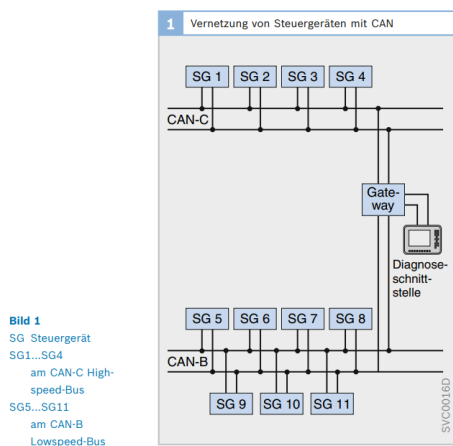 1 Vernetzung von Steuergeräten mit CAN
SG 1 SG 2 SG 3 SG 4
CAN-C
Gate-
way
Diagnose-
schnitt-
stelle
SG 5 SG 6 SG 7 SG 8
CAN-B
SG 9 SG 10 SG 11
SVC0016D
Bild 1
SG Steuergerät
SG1...SG4
am CAN-C High-
speed-Bus
SG5...SG11
am CAN-B
Lowspeed-Bus